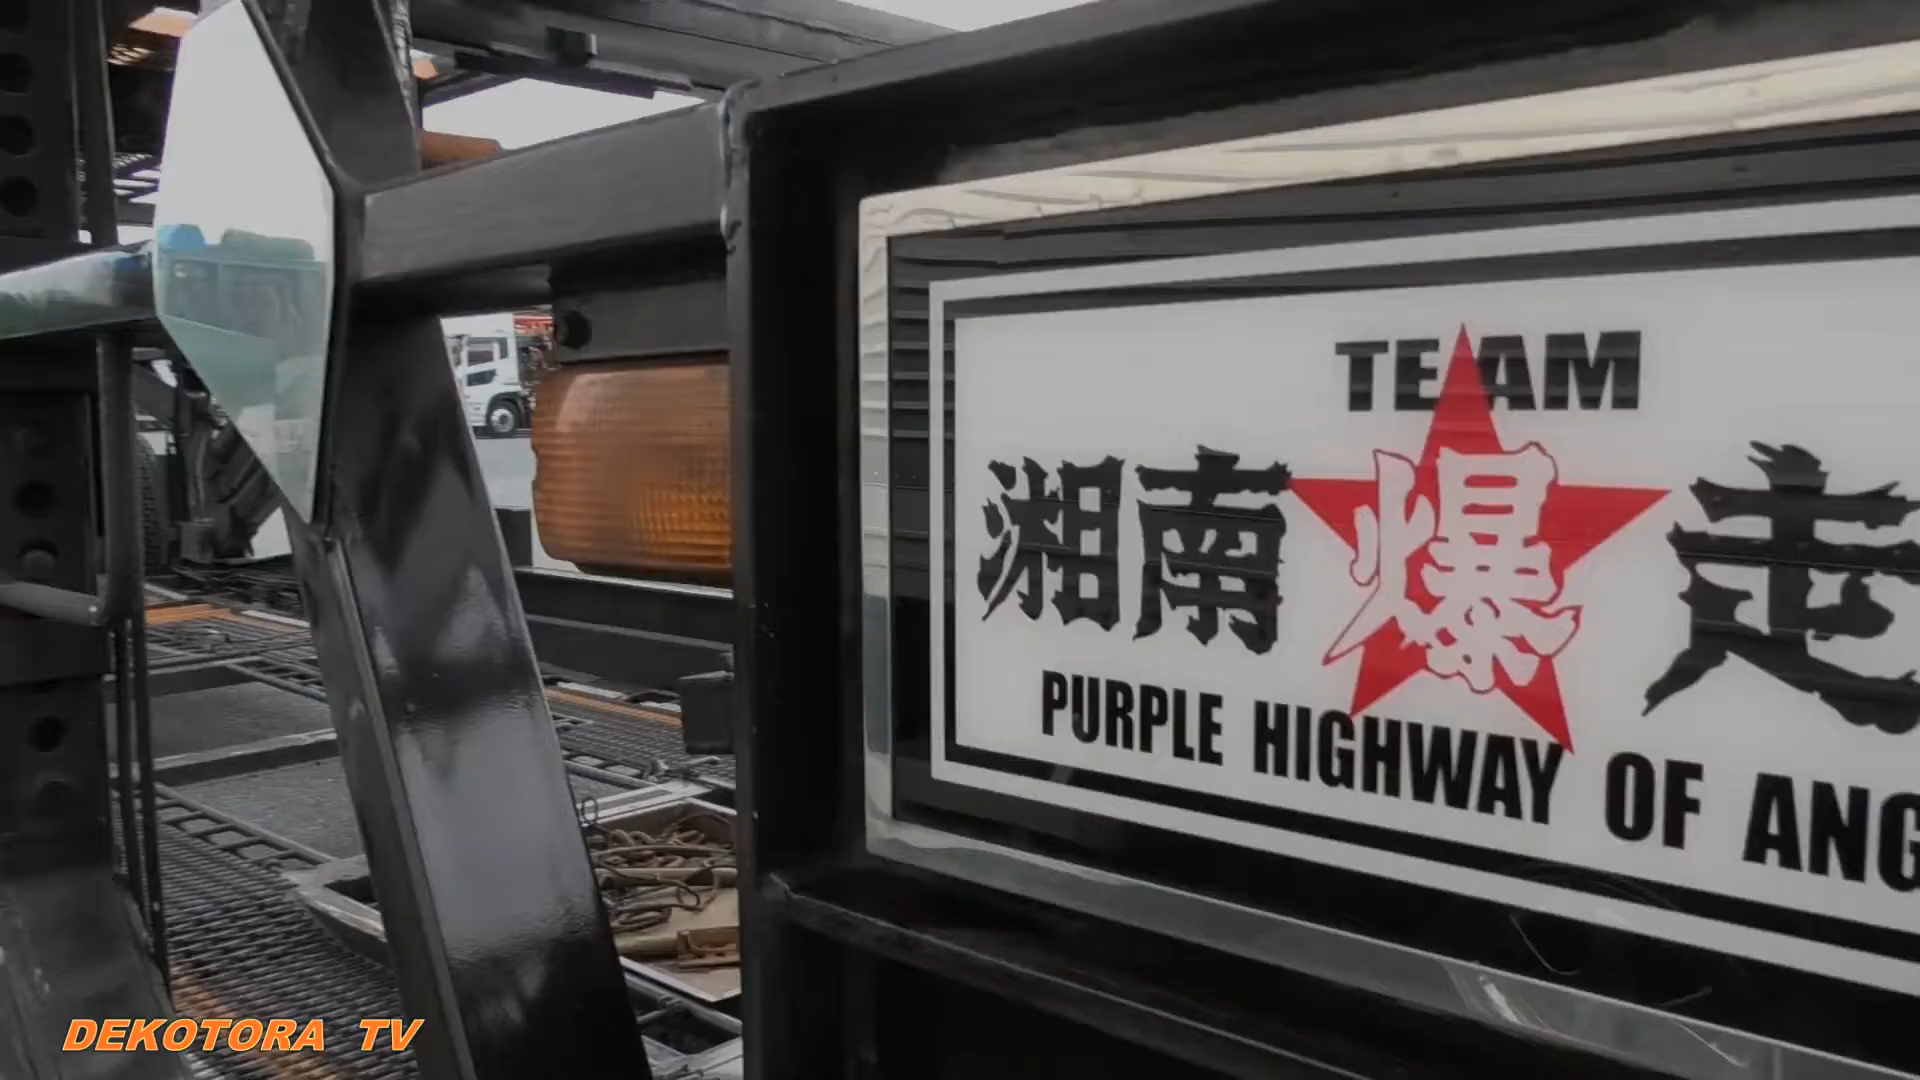 TEAM
湘南爆走
PURPLE HIGHWAY OF ANG
DEKOTORA TV